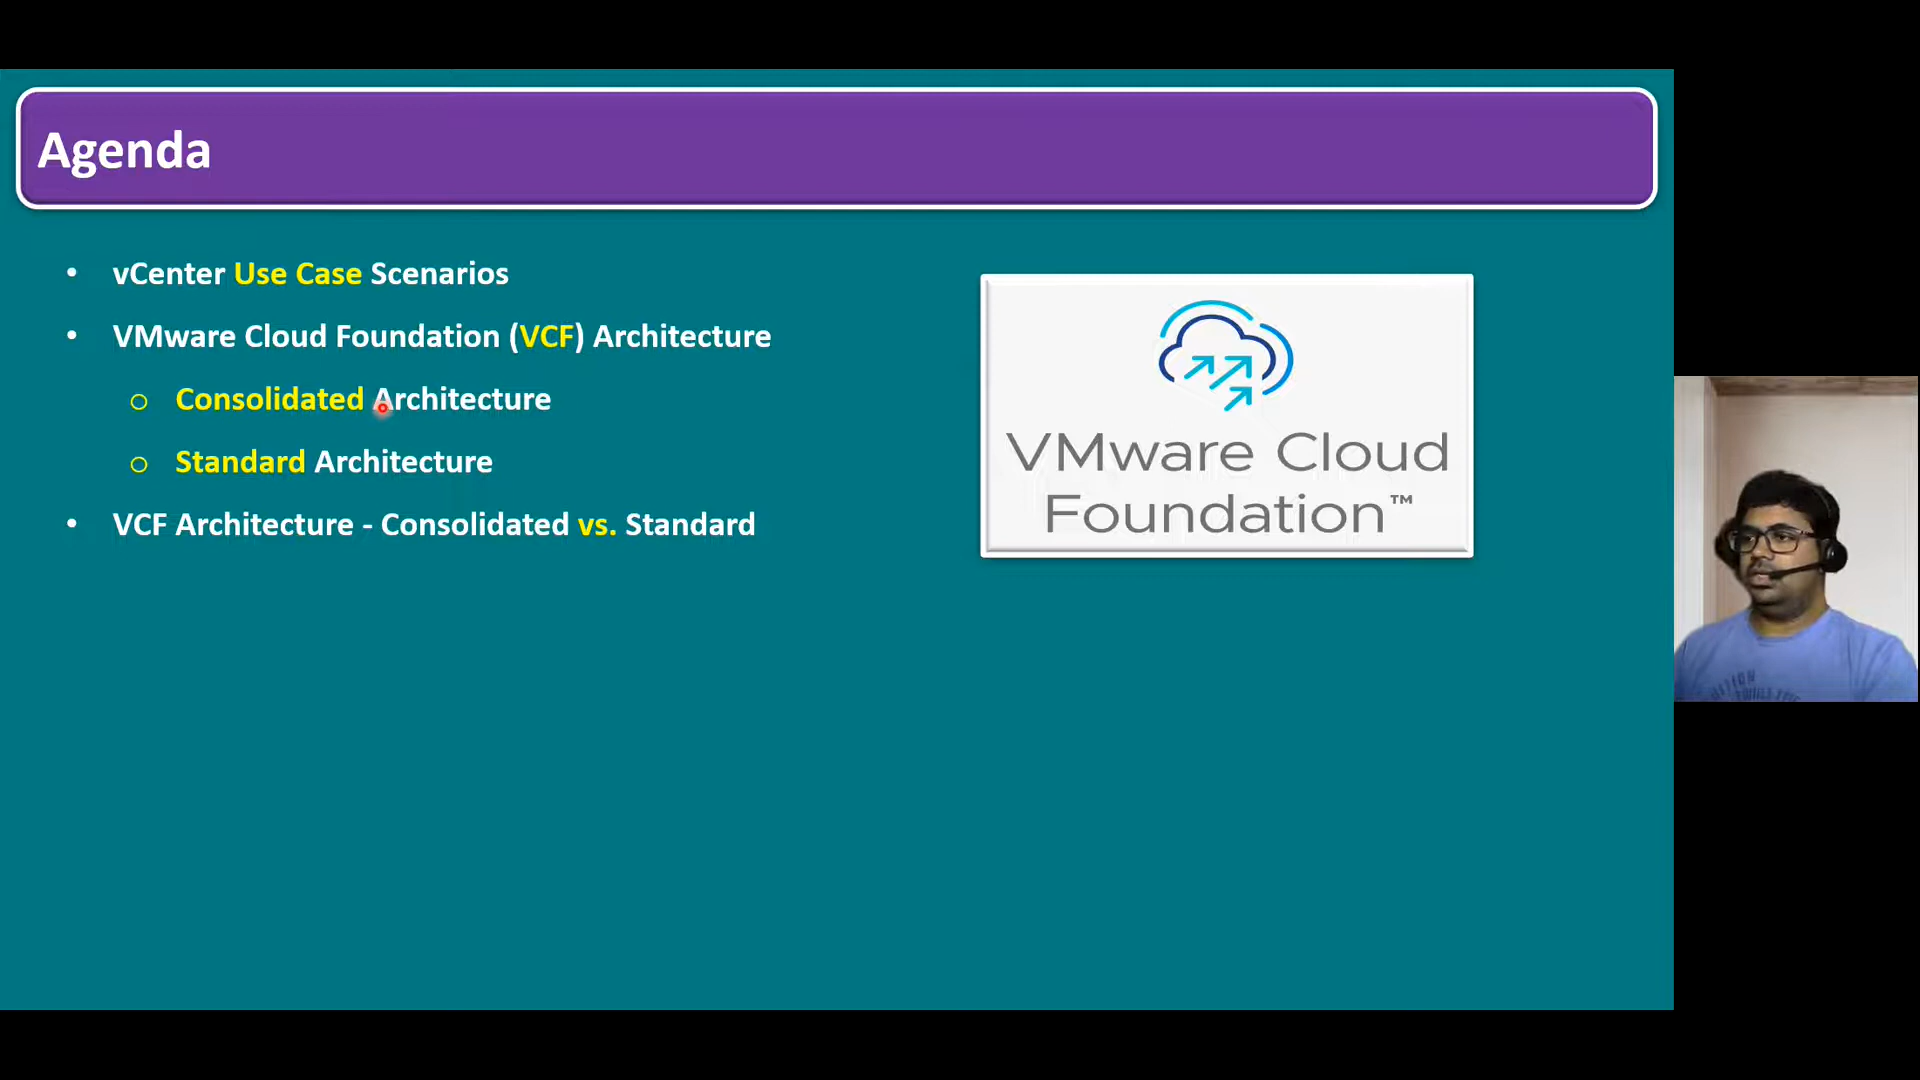 Agenda
• vCenter Use Case Scenarios
• VMware Cloud Foundation (VCF) Architecture
o Consolidated Architecture
o Standard Architecture
• VCF Architecture - Consolidated vs. Standard
VMware Cloud
Foundation™